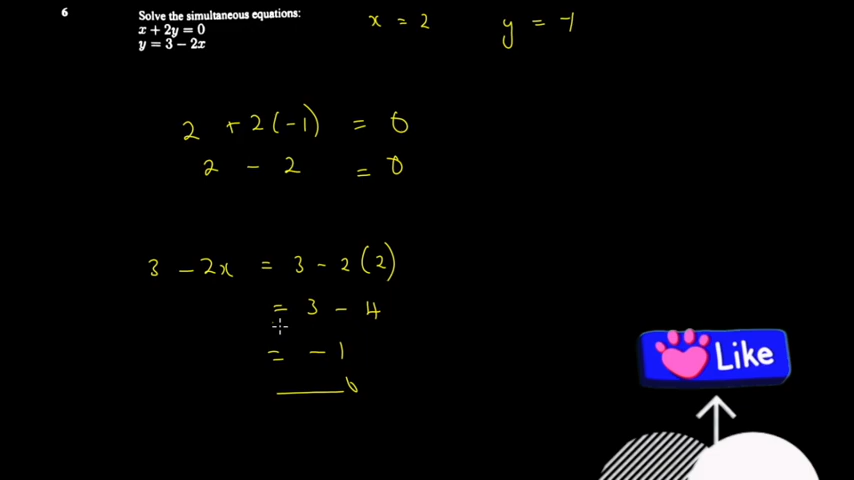 6 Solve the simultaneous equations: x = 2 y = -1
x + 2y = 0
y = 3 − 2x
2 + 2(-1) = 0
2 - 2 = 0
3 - 2x = 3 - 2(2)
= 3 - 4
= -1
Like